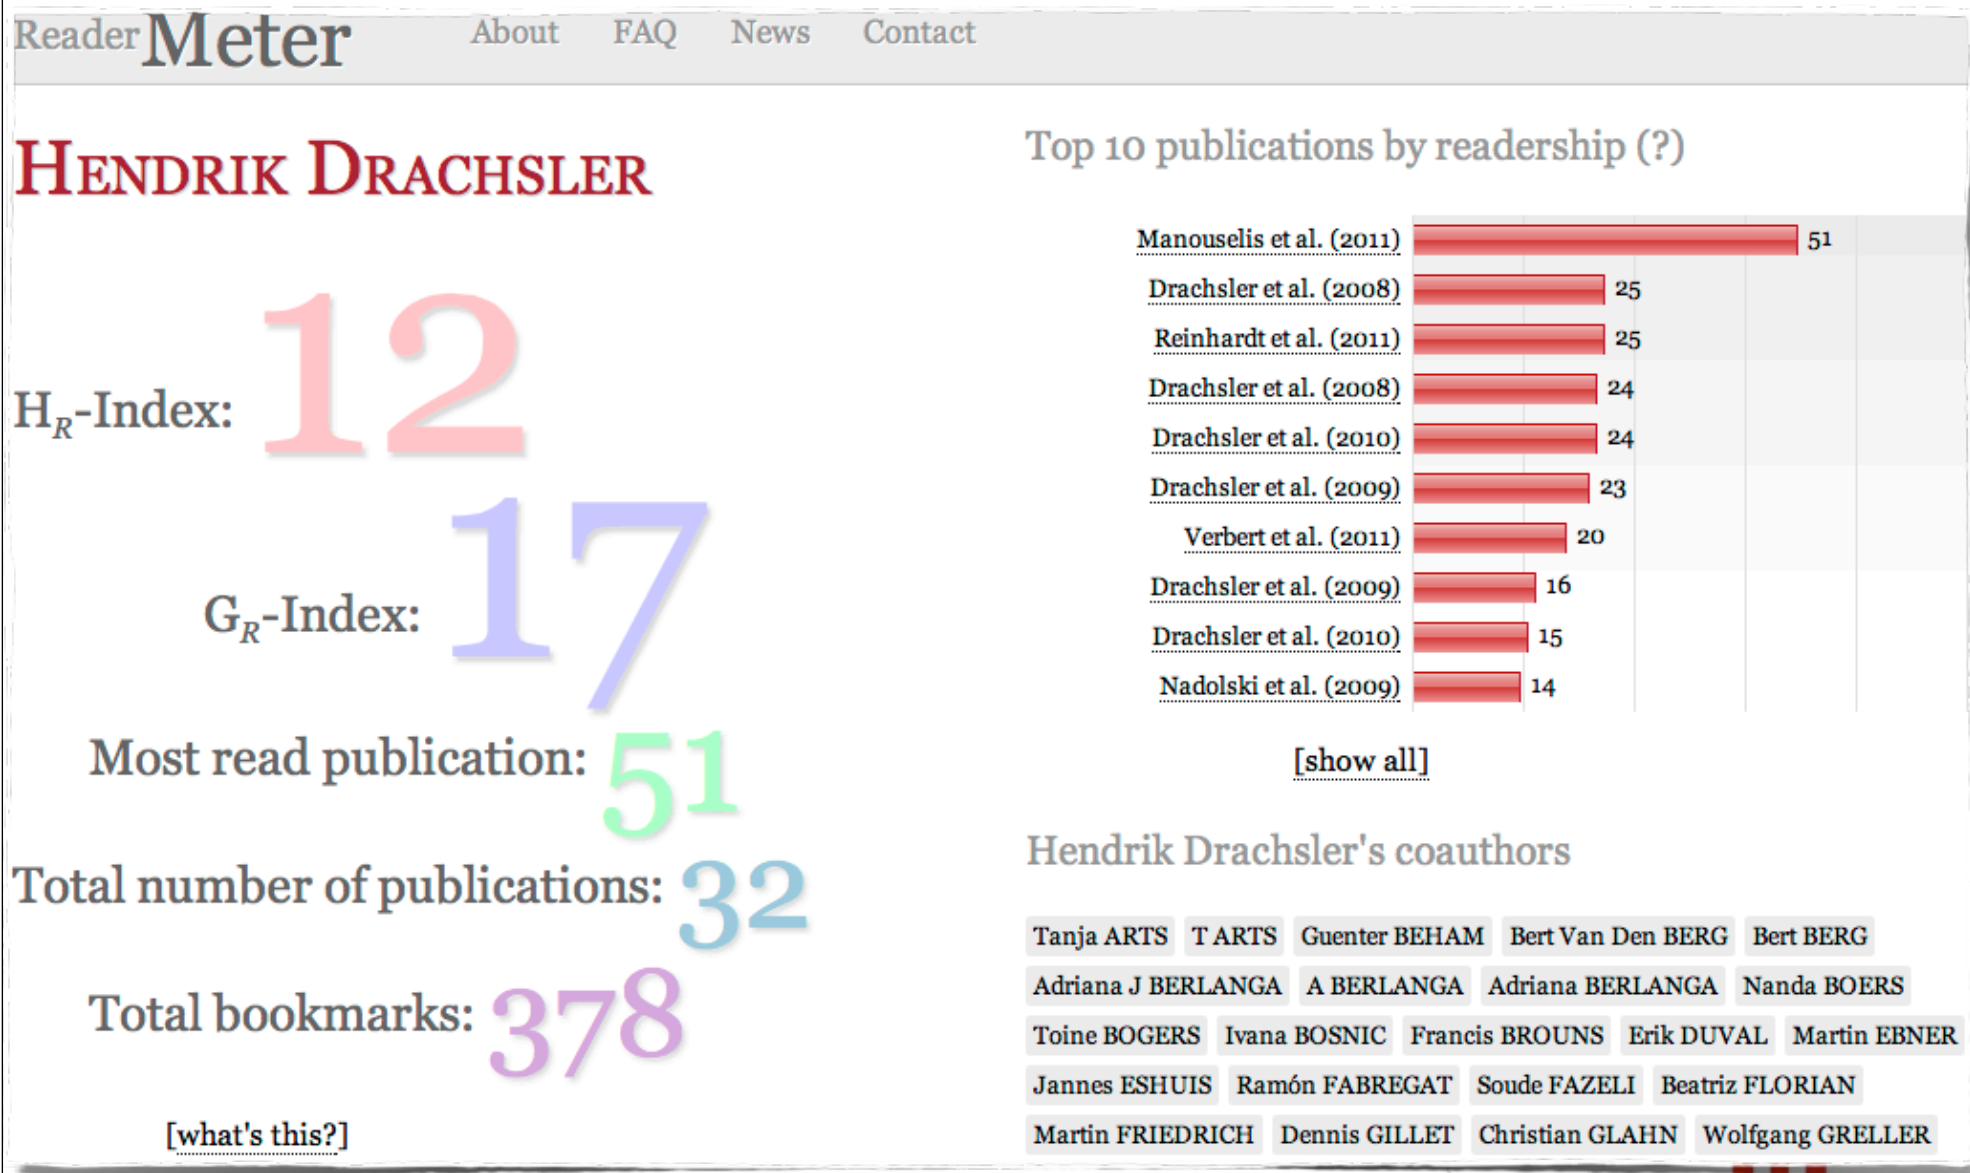 ReaderMeter About FAQ News Contact
HENDRIK DRACHSLER
HR-Index: 12
GR-Index: 17
Most read publication: 51
Total number of publications: 32
Total bookmarks: 378
[what's this?]
Top 10 publications by readership (?)
Manouselis et al. (2011) 51
Drachsler et al. (2008) 25
Reinhardt et al. (2011) 25
Drachsler et al. (2008) 24
Drachsler et al. (2010) 24
Drachsler et al. (2009) 23
Verbert et al. (2011) 20
Drachsler et al. (2009) 16
Drachsler et al. (2010) 15
Nadolski et al. (2009) 14
[show all]
Hendrik Drachsler's coauthors
Tanja ARTS T ARTS Guenter BEHAM Bert Van Den BERG Bert BERG
Adriana J BERLANGA A BERLANGA Adriana BERLANGA Nanda BOERS
Toine BOGERS Ivana BOSNIC Francis BROUNS Erik DUVAL Martin EBNER
Jannes ESHUIS Ramón FABREGAT Soude FAZELI Beatriz FLORIAN
Martin FRIEDRICH Dennis GILLET Christian GLAHN Wolfgang GRELLER